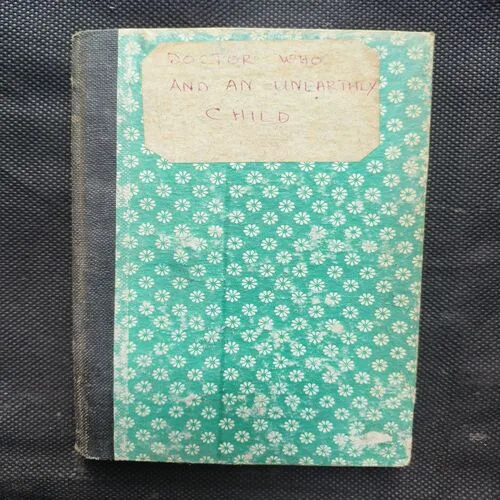 DOCTOR WHO
AND AN UNEARTHLY
CHILD